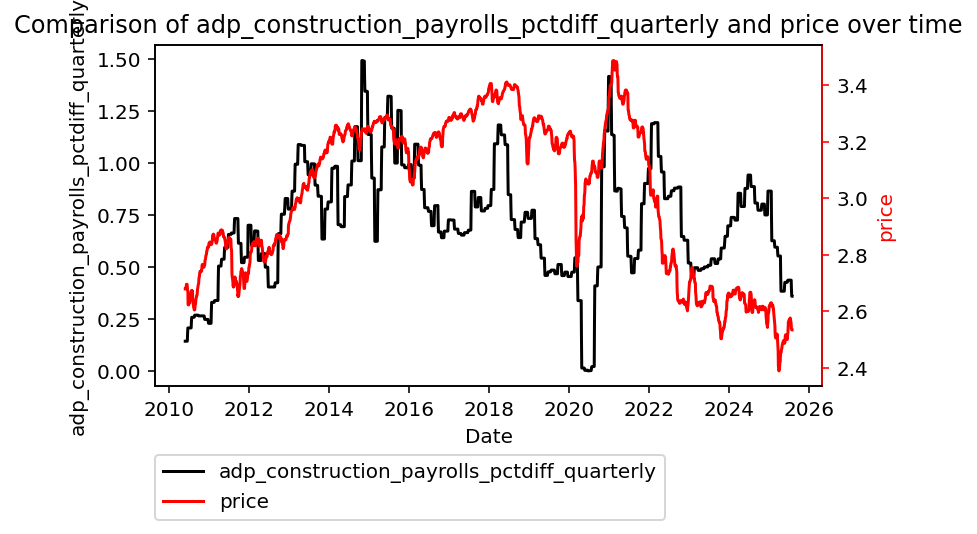 Comparison of adp_construction_payrolls_pctdiff_quarterly and price over time
adp_construction_payrolls_pctdiff_quarterly
1.50
1.25
1.00
0.75
0.50
0.25
0.00
3.4
3.2
3.0
2.8
2.6
2.4
price
2010 2012 2014 2016 2018 2020 2022 2024 2026
Date
adp_construction_payrolls_pctdiff_quarterly
price